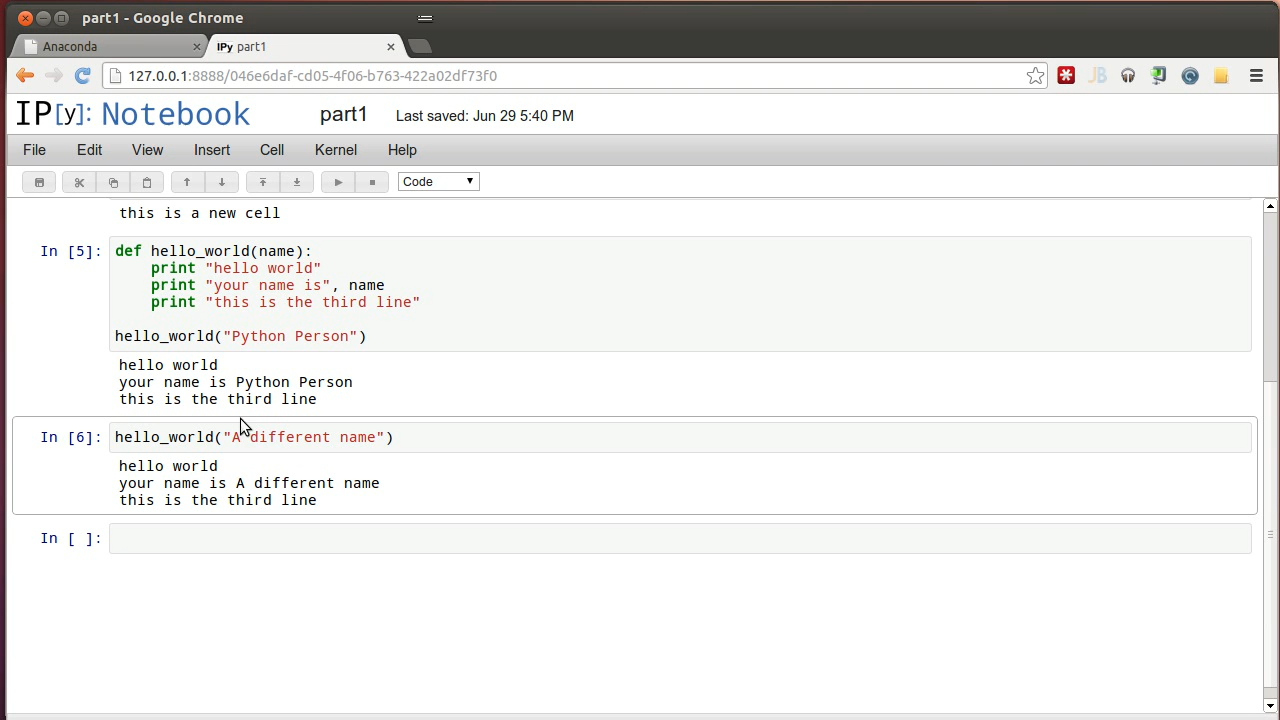 part1 - Google Chrome
Anaconda
IPy part1
127.0.0.1:8888/046e6daf-cd05-4f06-b763-422a02df73f0
JB
IP[y]: Notebook part1 Last saved: Jun 29 5:40 PM
File Edit View Insert Cell Kernel Help
Code
this is a new cell
In [5]: def hello_world(name):
    print "hello world"
    print "your name is", name
    print "this is the third line"
hello_world("Python Person")
hello world
your name is Python Person
this is the third line
In [6]: hello_world("A different name")
hello world
your name is A different name
this is the third line
In [ ]: